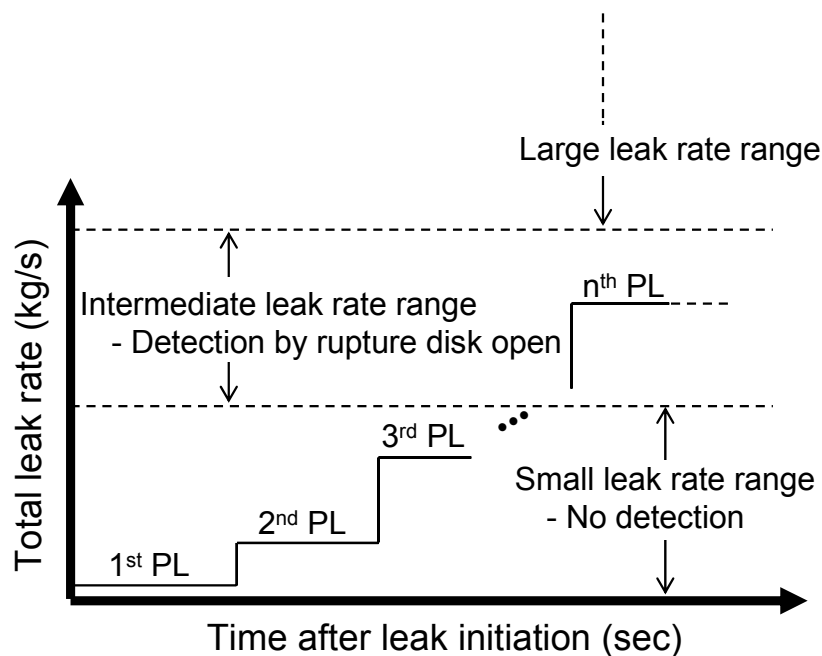 Large leak rate range
Intermediate leak rate range
- Detection by rupture disk open
nth PL
3rd PL
Small leak rate range
- No detection
2nd PL
1st PL
Total leak rate (kg/s)
Time after leak initiation (sec)